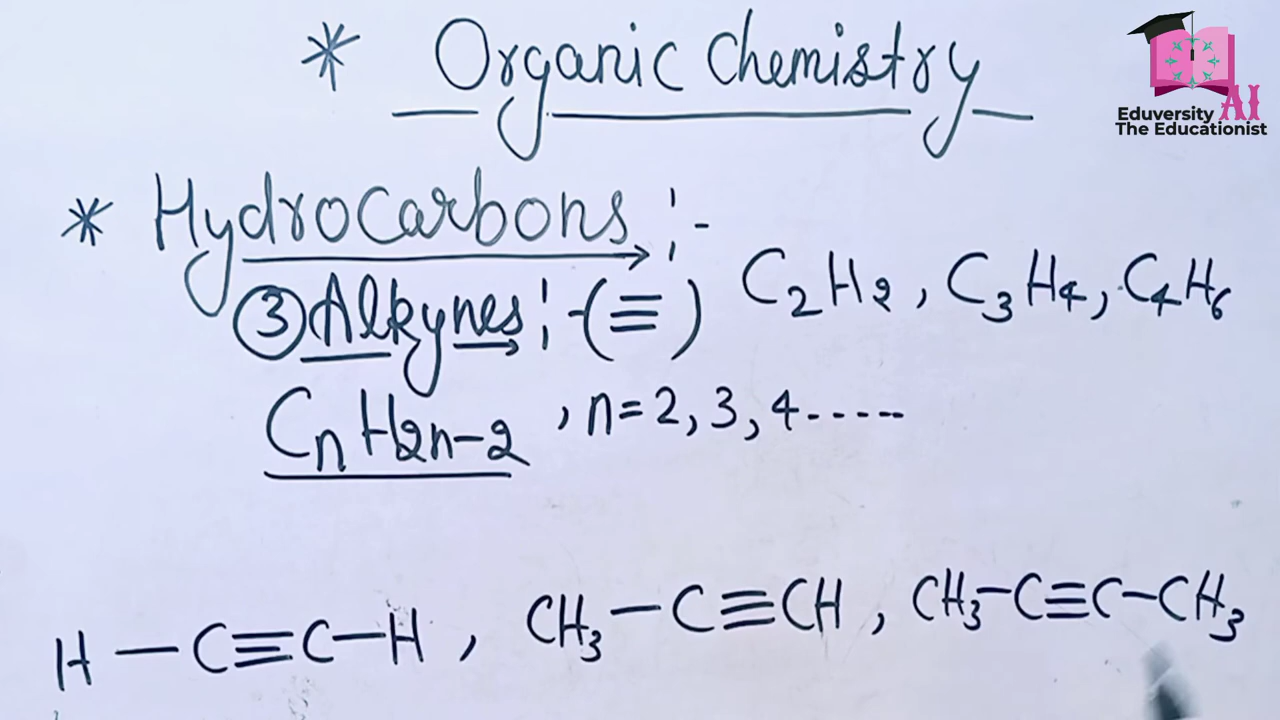 * Organic Chemistry
Eduversity AI
The Educationist
* HydroCarbons :-
③ Alkynes :- (≡) C₂H₂, C₃H₄, C₄H₆
CₙH₂ₙ₋₂, n=2, 3, 4-----
H—C≡C—H, CH₃—C≡CH, CH₃—C≡C—CH₃